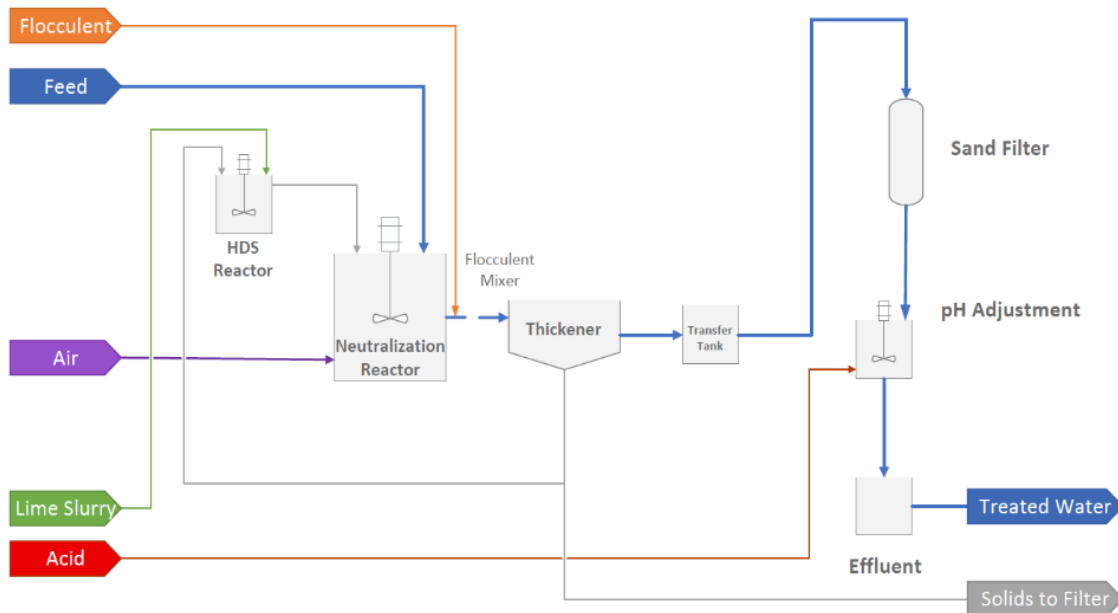 Flocculent
Feed
Sand Filter
HDS
Reactor
Flocculent
Mixer
pH Adjustment
Thickener
Transfer
Tank
Neutralization
Reactor
Air
Lime Slurry
Treated Water
Acid
Effluent
Solids to Filter